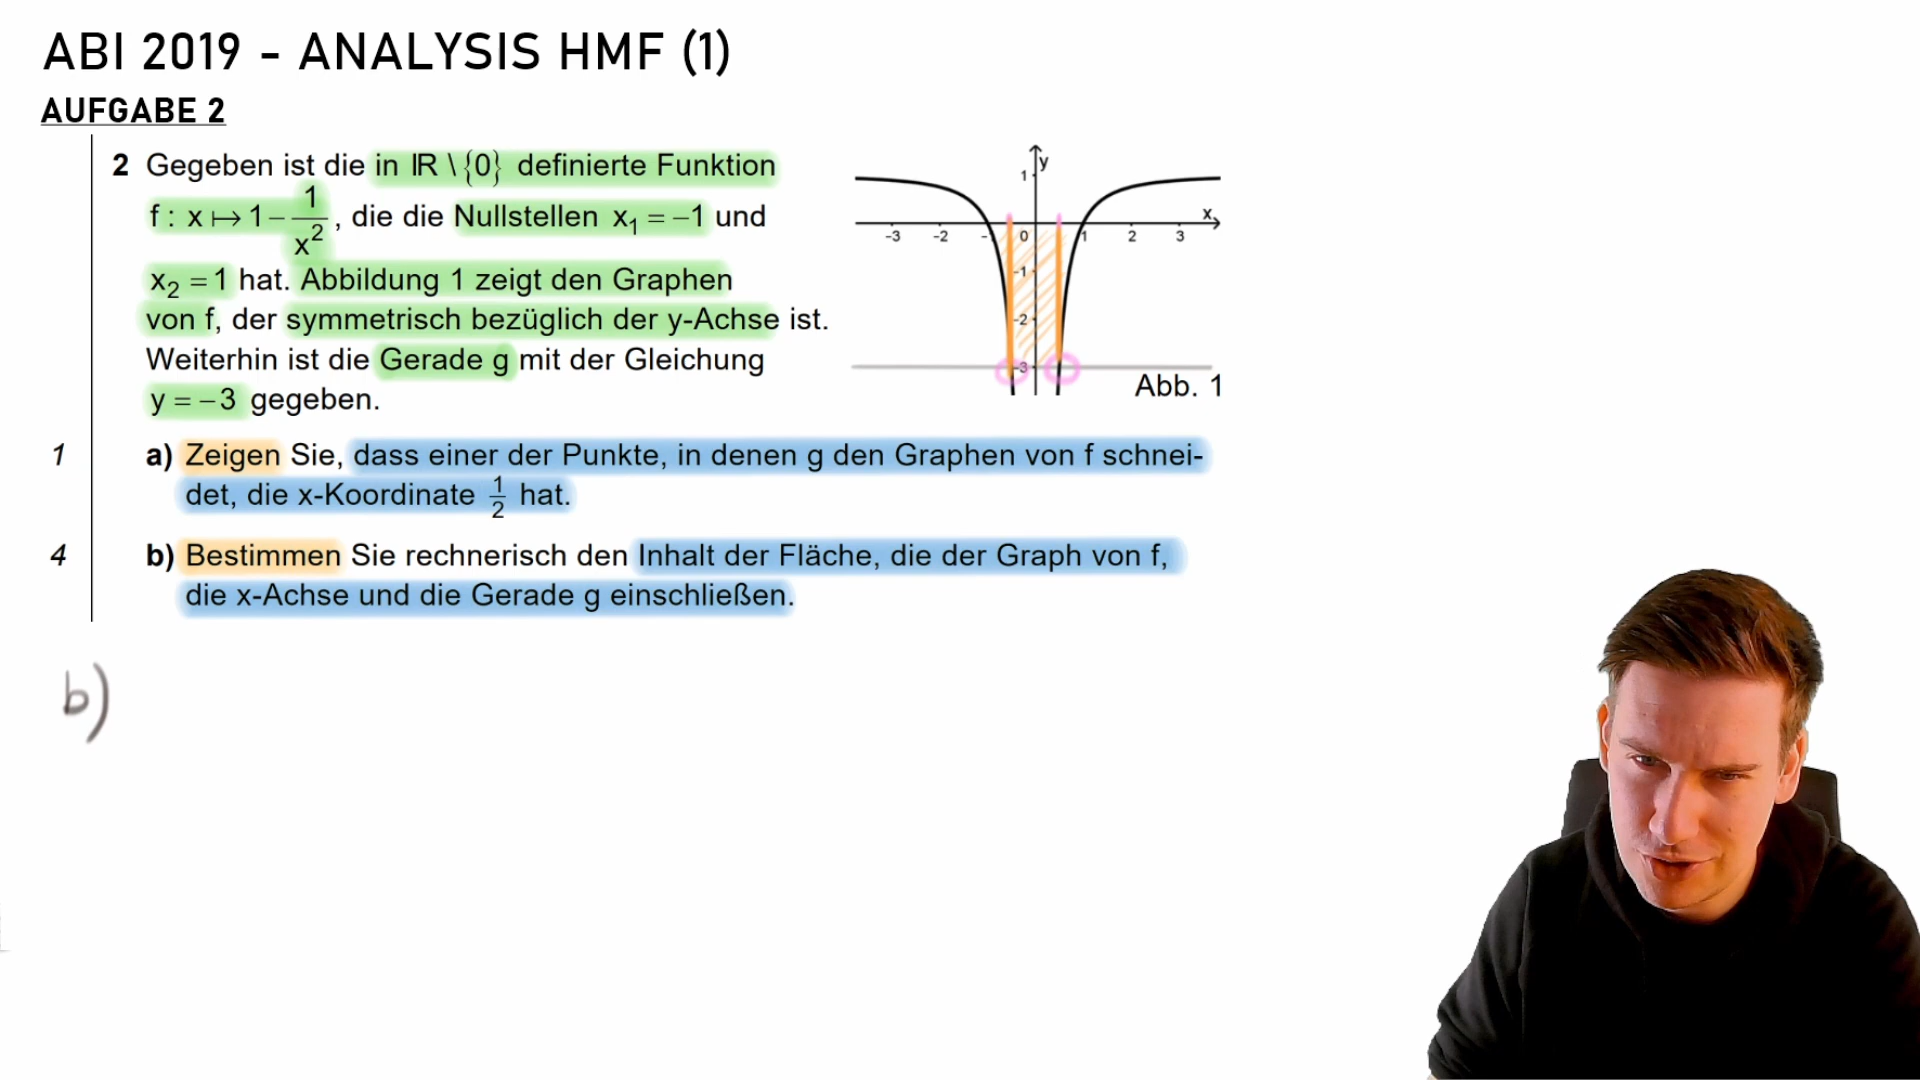 ABI 2019 - ANALYSIS HMF (1)
AUFGABE 2
2 Gegeben ist die in ℝ \ {0} definierte Funktion
f : x ↦ 1 − 1/x², die die Nullstellen x₁ = −1 und
x₂ = 1 hat. Abbildung 1 zeigt den Graphen
von f, der symmetrisch bezüglich der y-Achse ist.
Weiterhin ist die Gerade g mit der Gleichung
y = −3 gegeben.
y
1
x
-3 -2 - 0 1 2 3
-1
-2
-3
Abb. 1
1 a) Zeigen Sie, dass einer der Punkte, in denen g den Graphen von f schnei-
det, die x-Koordinate 1/2 hat.
4 b) Bestimmen Sie rechnerisch den Inhalt der Fläche, die der Graph von f,
die x-Achse und die Gerade g einschließen.
b)